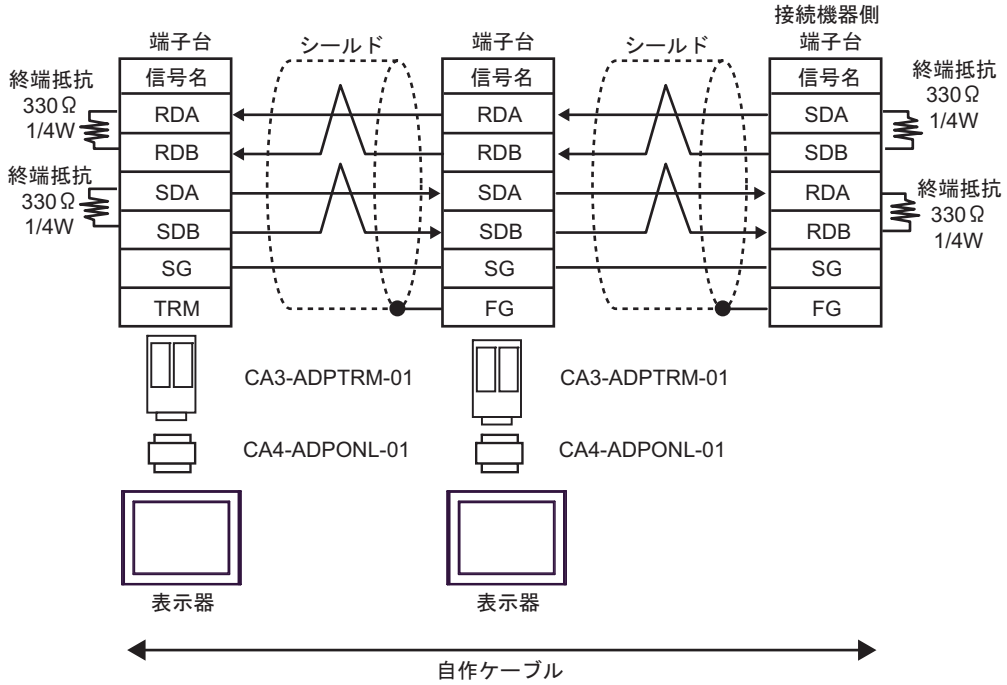 接続機器側
端子台
シールド
端子台
シールド
端子台
終端抵抗
330Ω
1/4W
終端抵抗
330Ω
1/4W
信号名
RDA
RDB
SDA
SDB
SG
TRM
信号名
RDA
RDB
SDA
SDB
SG
FG
信号名
SDA
SDB
RDA
RDB
SG
FG
終端抵抗
330Ω
1/4W
終端抵抗
330Ω
1/4W
CA3-ADPTRM-01
CA3-ADPTRM-01
CA4-ADPONL-01
CA4-ADPONL-01
表示器
表示器
自作ケーブル